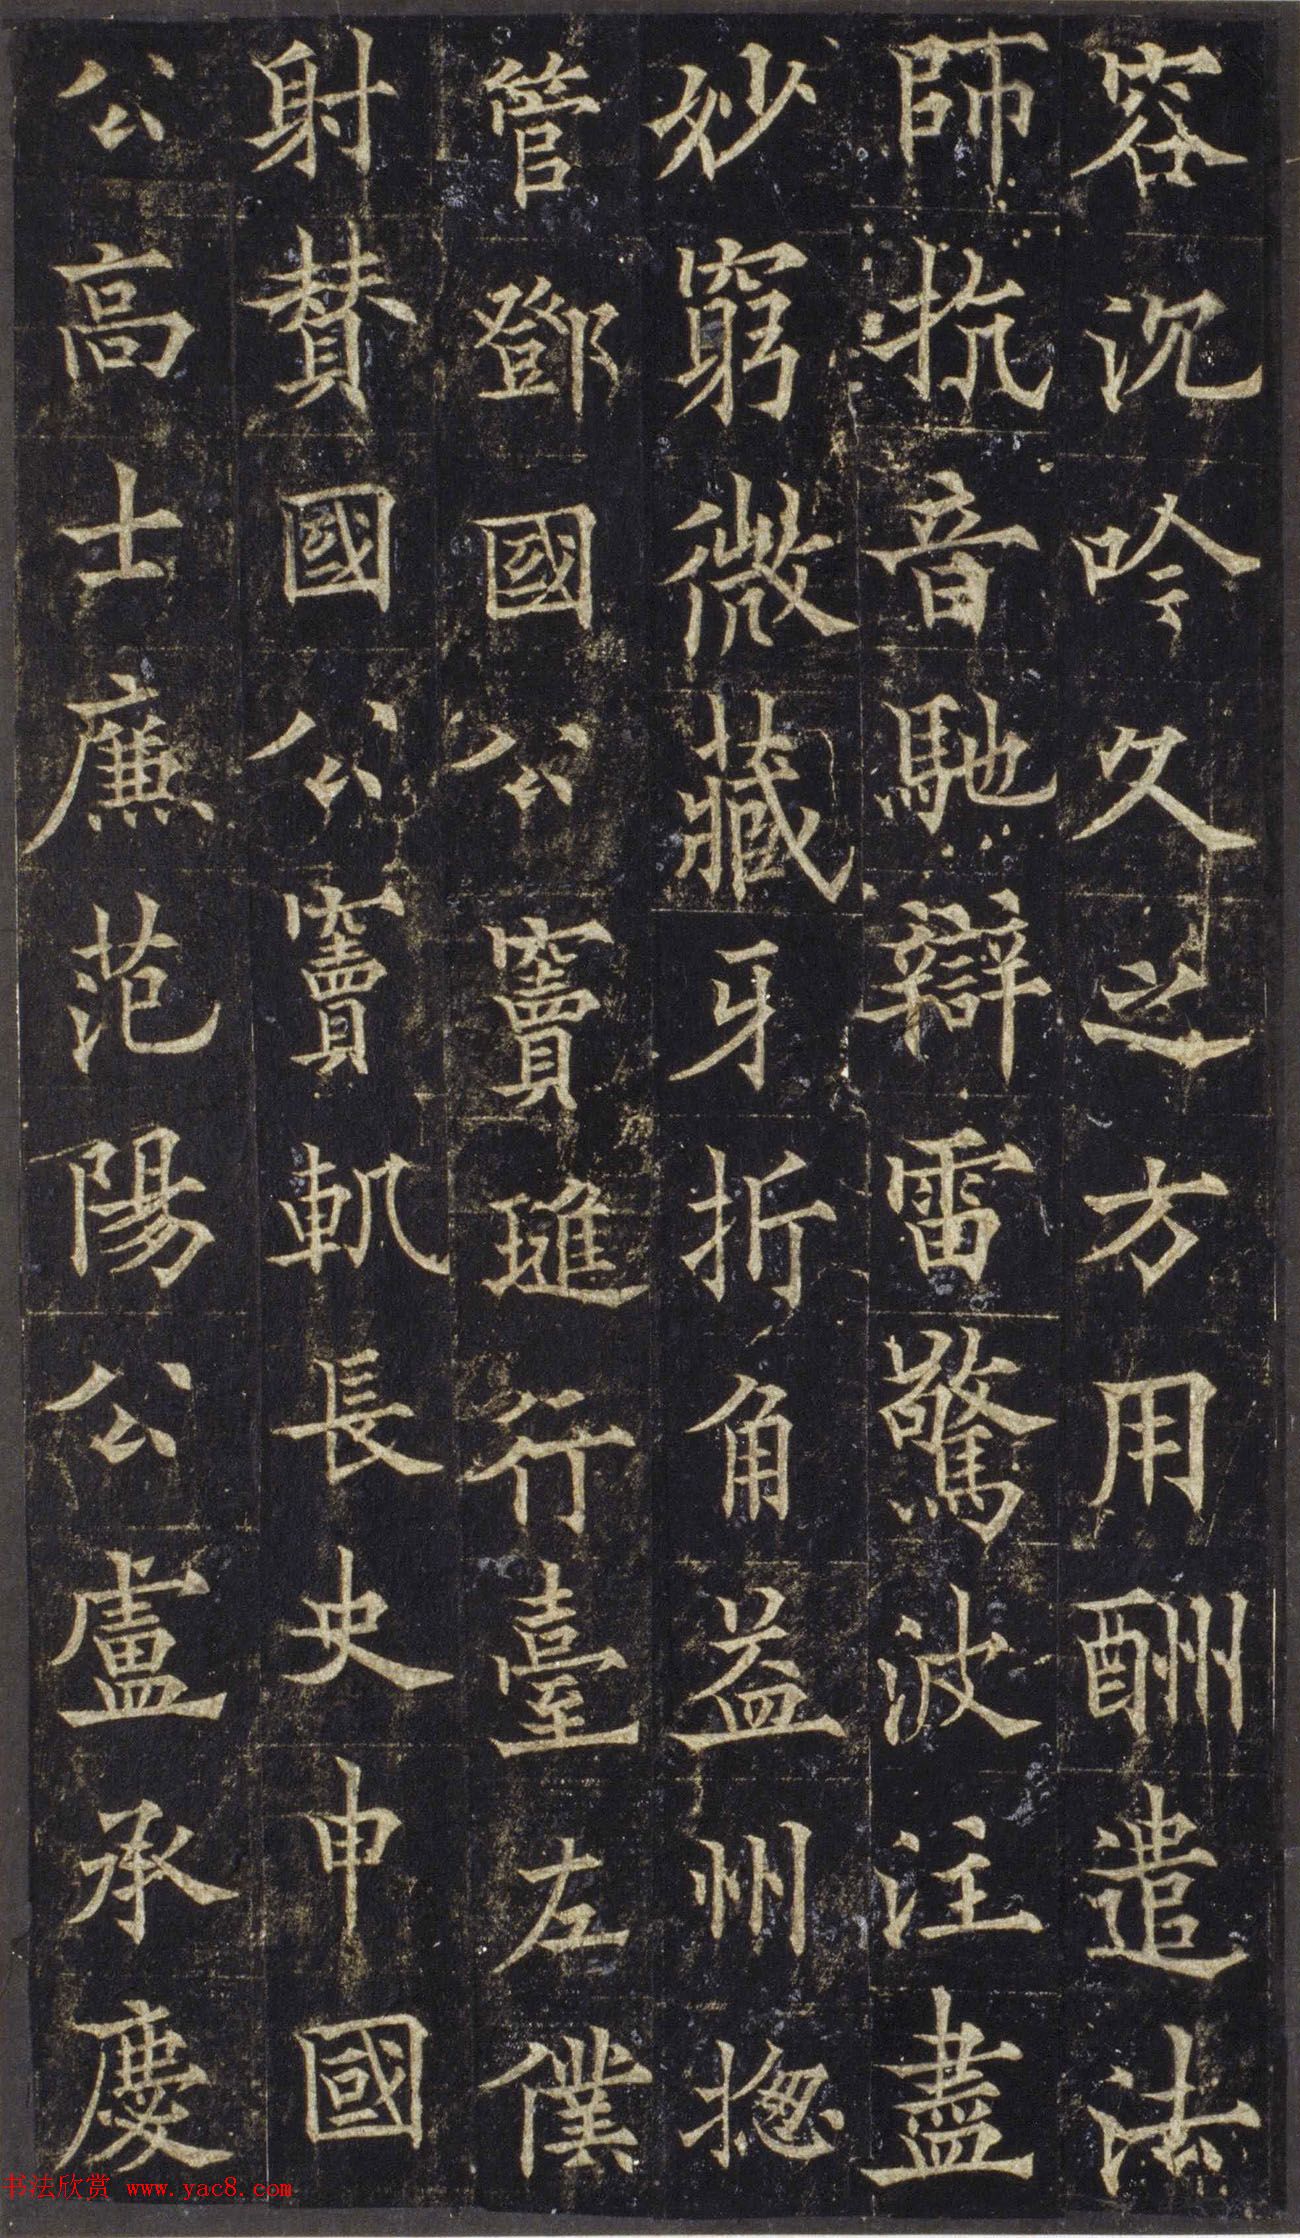 容沉吟久之方用酬遣法
師抗音馳辯雷驚波注盡
妙窮微藏牙折角益州揔
管鄧國公竇璡行臺左僕
射賛國公竇軌長史申國
公高士廉范陽公盧承慶
书法欣赏 www.yac8.com